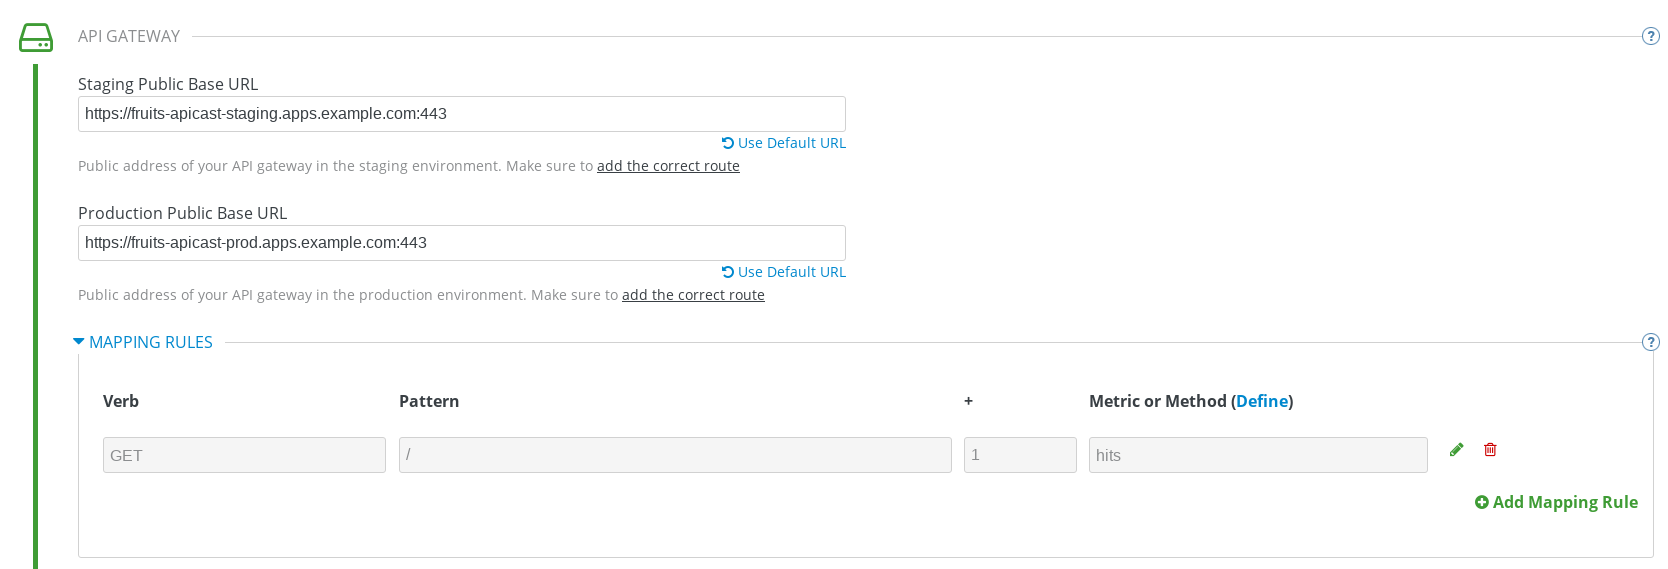 API GATEWAY ?
Staging Public Base URL
https://fruits-apicast-staging.apps.example.com:443
Use Default URL
Public address of your API gateway in the staging environment. Make sure to add the correct route
Production Public Base URL
https://fruits-apicast-prod.apps.example.com:443
Use Default URL
Public address of your API gateway in the production environment. Make sure to add the correct route
MAPPING RULES ?
Verb Pattern + Metric or Method (Define)
GET / 1 hits
Add Mapping Rule